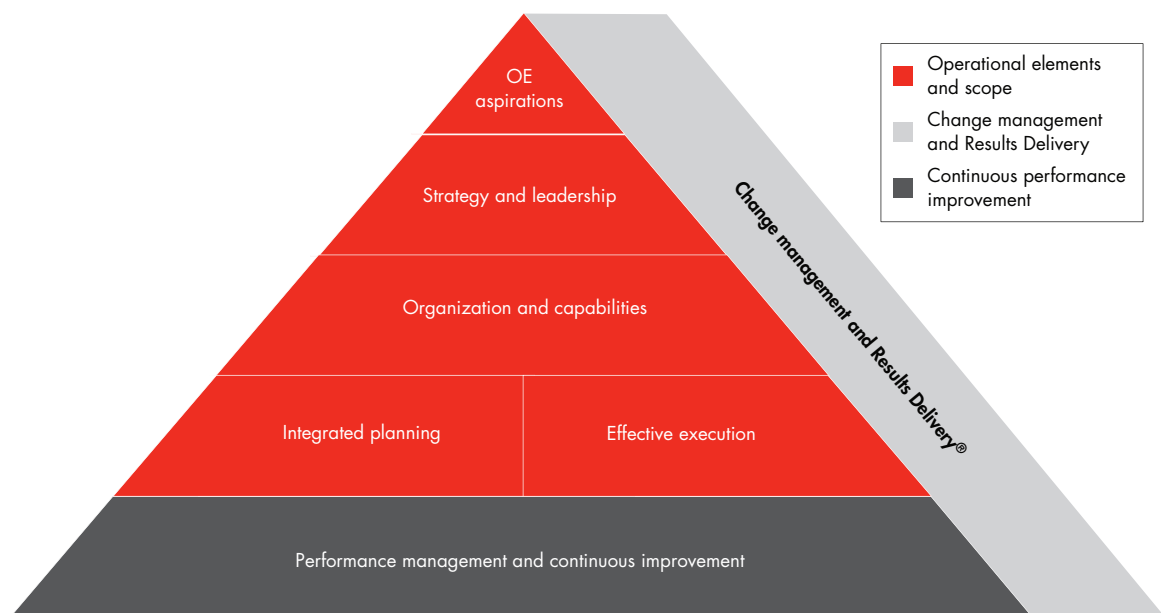 OE
aspirations
Strategy and leadership
Organization and capabilities
Integrated planning
Effective execution
Performance management and continuous improvement
Change management and Results Delivery®
Operational elements
and scope
Change management
and Results Delivery
Continuous performance
improvement